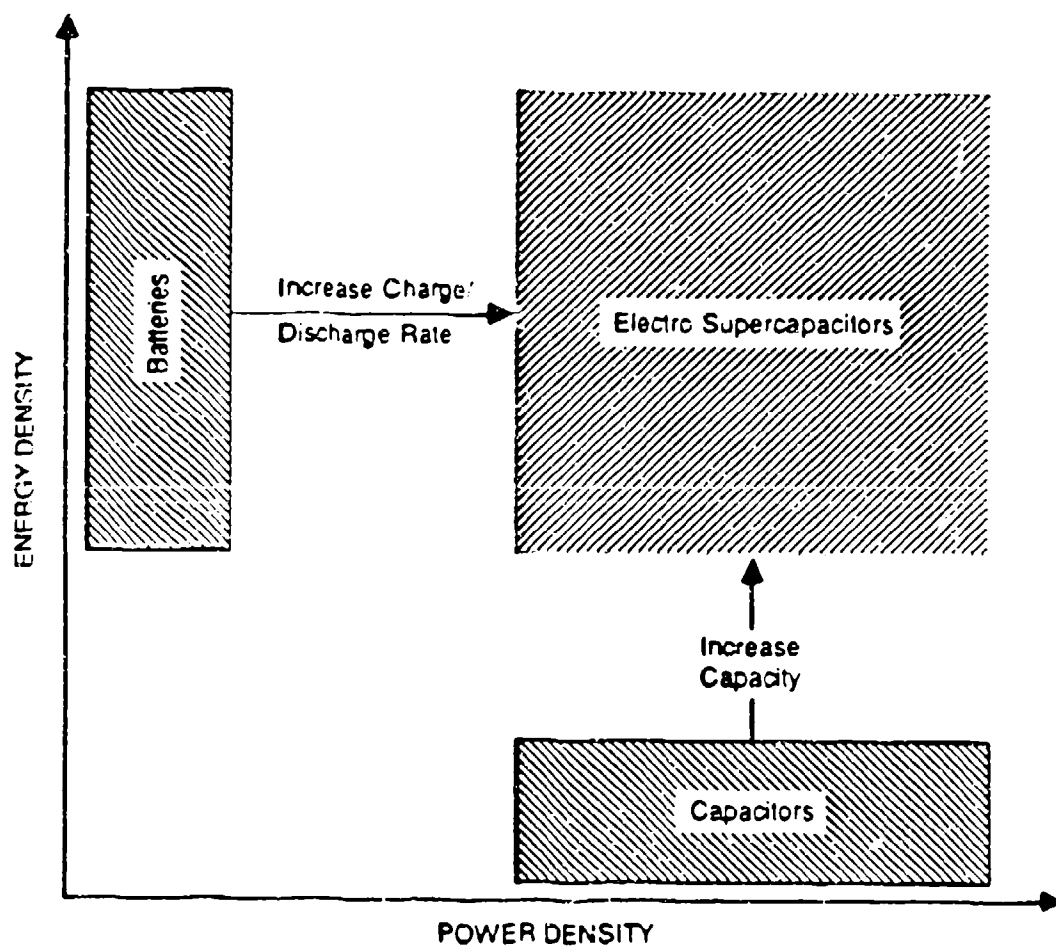 ENERGY DENSITY
Batteries
Increase Charge/
Discharge Rate
Electro Supercapacitors
Increase
Capacity
Capacitors
POWER DENSITY